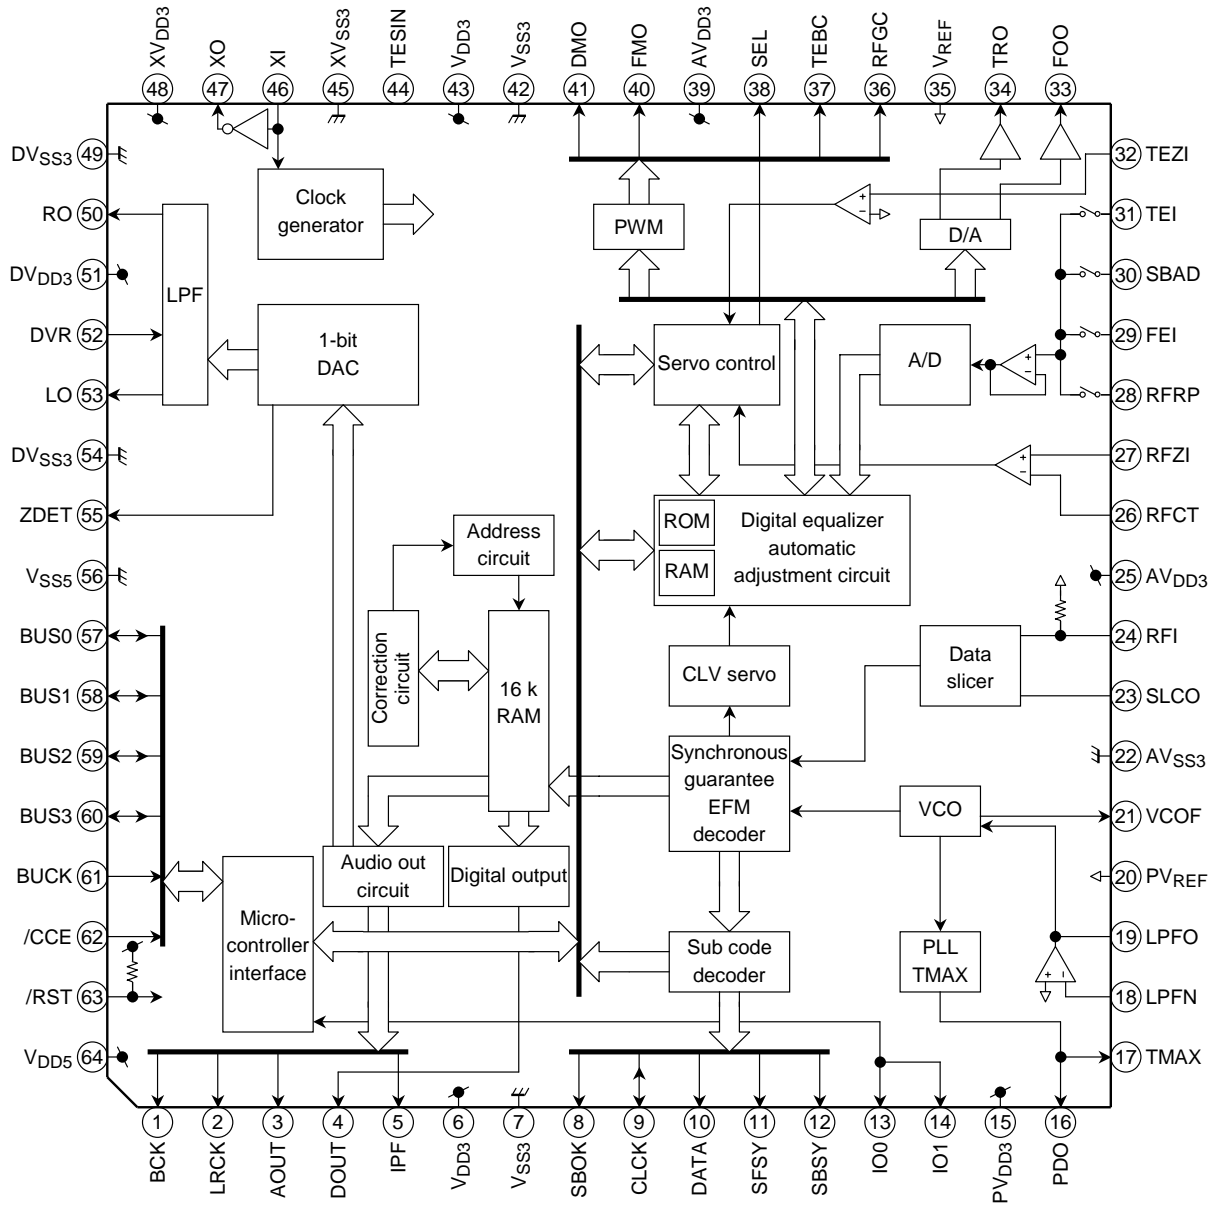 XVDD3 XO XI XVSS3 TESIN VDD3 VSS3 DMO FMO AVDD3 SEL TEBC RFGC VREF TRO FOO
48 47 46 45 44 43 42 41 40 39 38 37 36 35 34 33
DVSS3 49
RO 50
DVDD3 51
DVR 52
LO 53
DVSS3 54
ZDET 55
VSS5 56
BUS0 57
BUS1 58
BUS2 59
BUS3 60
BUCK 61
/CCE 62
/RST 63
VDD5 64
Clock
generator
LPF
1-bit
DAC
PWM
D/A
+
−
Servo control
A/D
+
−
+
−
ROM
RAM
Digital equalizer
automatic
adjustment circuit
Address
circuit
Correction
circuit
16 k
RAM
CLV servo
Data
slicer
Synchronous
guarantee
EFM
decoder
VCO
Audio out
circuit
Digital output
Micro-
controller
interface
Sub code
decoder
PLL
TMAX
+ −
32 TEZI
31 TEI
30 SBAD
29 FEI
28 RFRP
27 RFZI
26 RFCT
25 AVDD3
24 RFI
23 SLCO
22 AVSS3
21 VCOF
20 PVREF
19 LPFO
18 LPFN
17 TMAX
1 2 3 4 5 6 7 8 9 10 11 12 13 14 15 16
BCK LRCK AOUT DOUT IPF VDD3 VSS3 SBOK CLCK DATA SFSY SBSY IO0 IO1 PVDD3 PDO